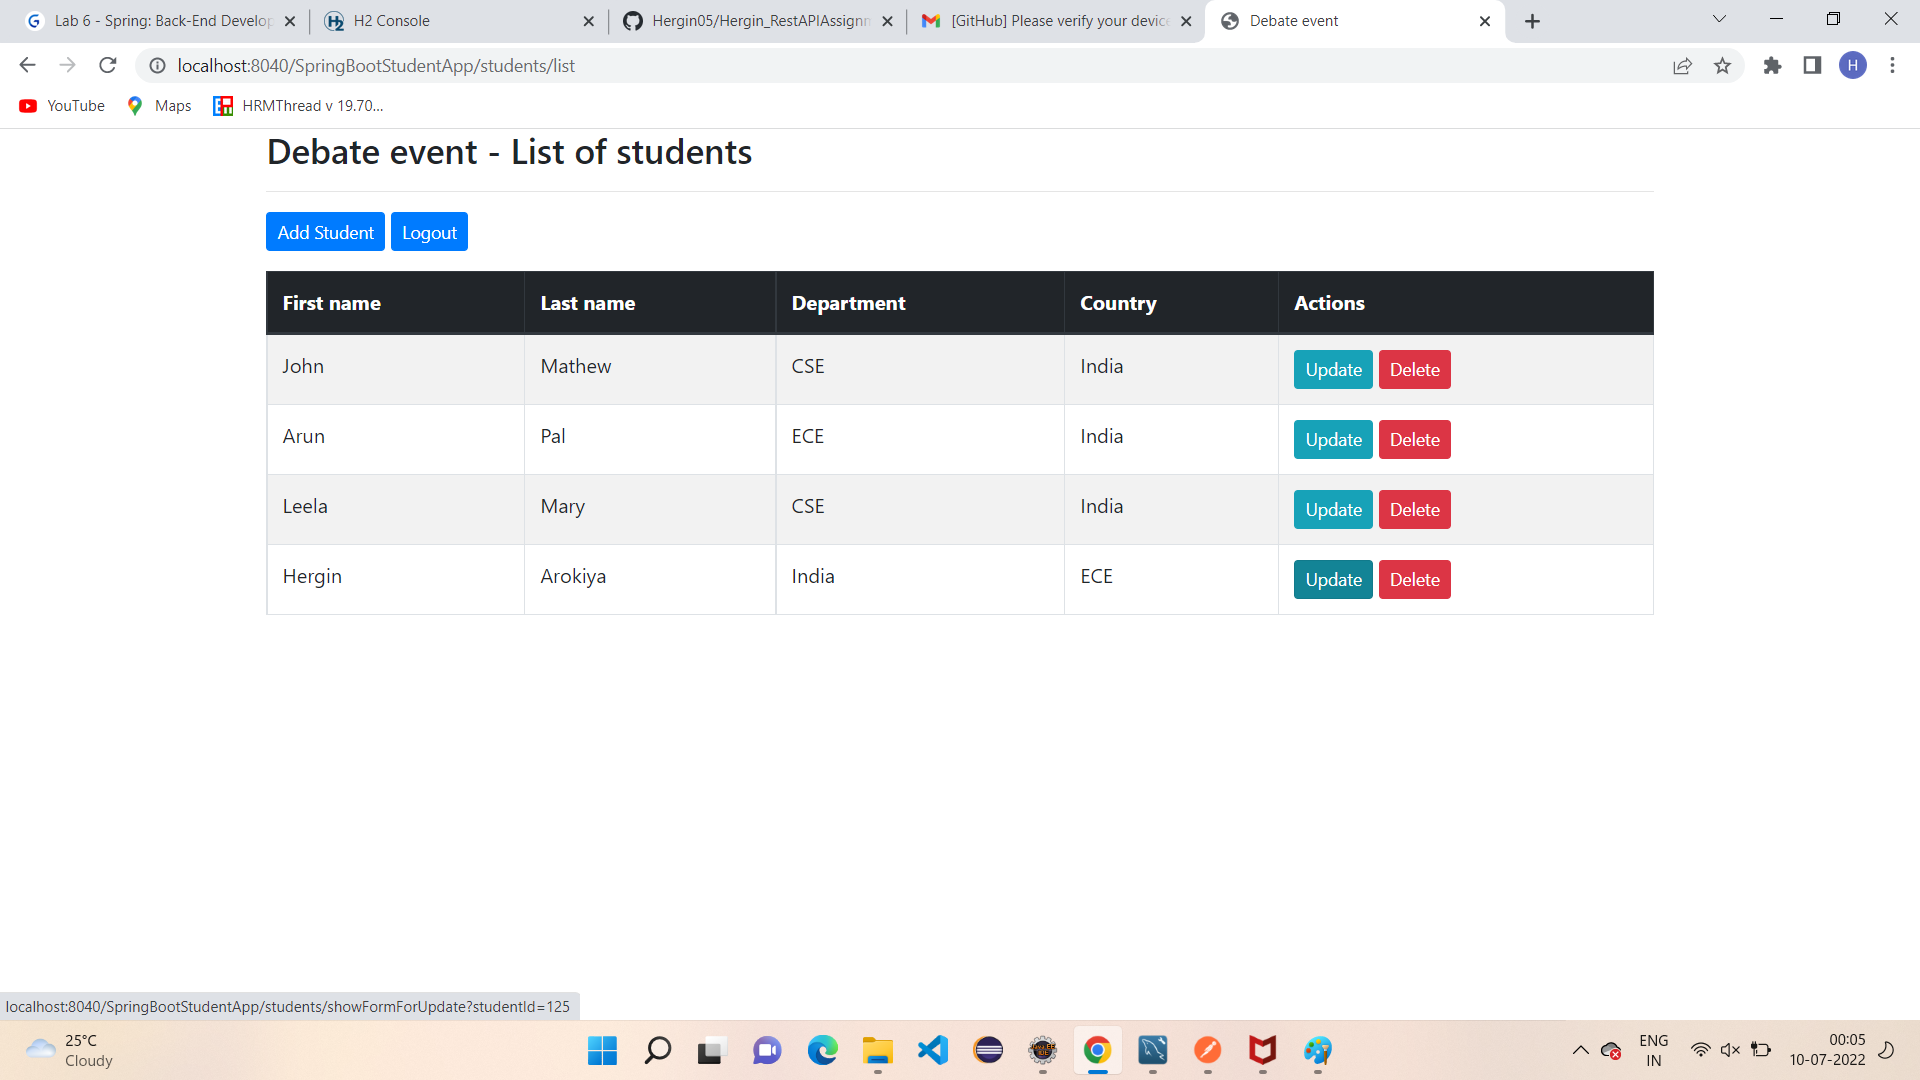 Lab 6 - Spring: Back-End Develop
H2 Console
Hergin05/Hergin_RestAPIAssignm
[GitHub] Please verify your device
Debate event
localhost:8040/SpringBootStudentApp/students/list
H
YouTube
Maps
HRMThread v 19.70...
Debate event - List of students
Add Student Logout
First name Last name Department Country Actions
John Mathew CSE India Update Delete
Arun Pal ECE India Update Delete
Leela Mary CSE India Update Delete
Hergin Arokiya India ECE Update Delete
localhost:8040/SpringBootStudentApp/students/showFormForUpdate?studentId=125
25°C
Cloudy
ENG
IN
00:05
10-07-2022